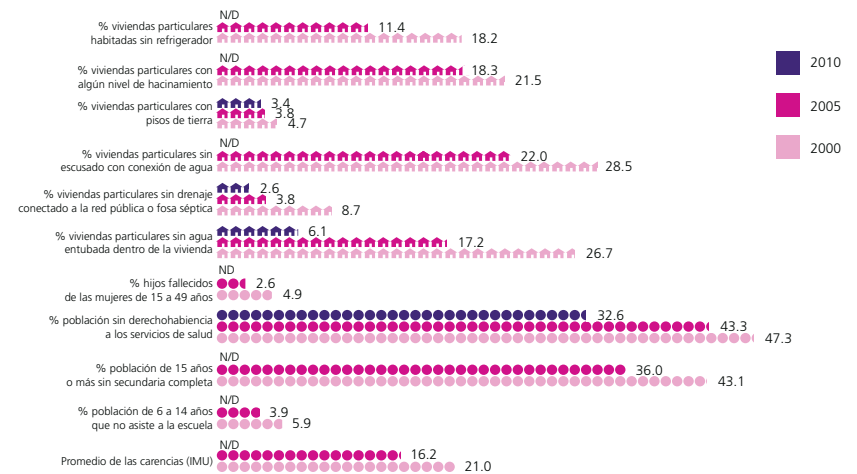 N/D
% viviendas particulares
habitadas sin refrigerador
11.4
18.2
N/D
% viviendas particulares con
algún nivel de hacinamiento
18.3
21.5
% viviendas particulares con
pisos de tierra
3.4
3.8
4.7
N/D
% viviendas particulares sin
escusado con conexión de agua
22.0
28.5
% viviendas particulares sin drenaje
conectado a la red pública o fosa séptica
2.6
3.8
8.7
% viviendas particulares sin agua
entubada dentro de la vivienda
6.1
17.2
26.7
ND
% hijos fallecidos
de las mujeres de 15 a 49 años
2.6
4.9
% población sin derechohabiencia
a los servicios de salud
32.6
43.3
47.3
N/D
% población de 15 años
o más sin secundaria completa
36.0
43.1
N/D
% población de 6 a 14 años
que no asiste a la escuela
3.9
5.9
N/D
Promedio de las carencias (IMU)
16.2
21.0
2010
2005
2000